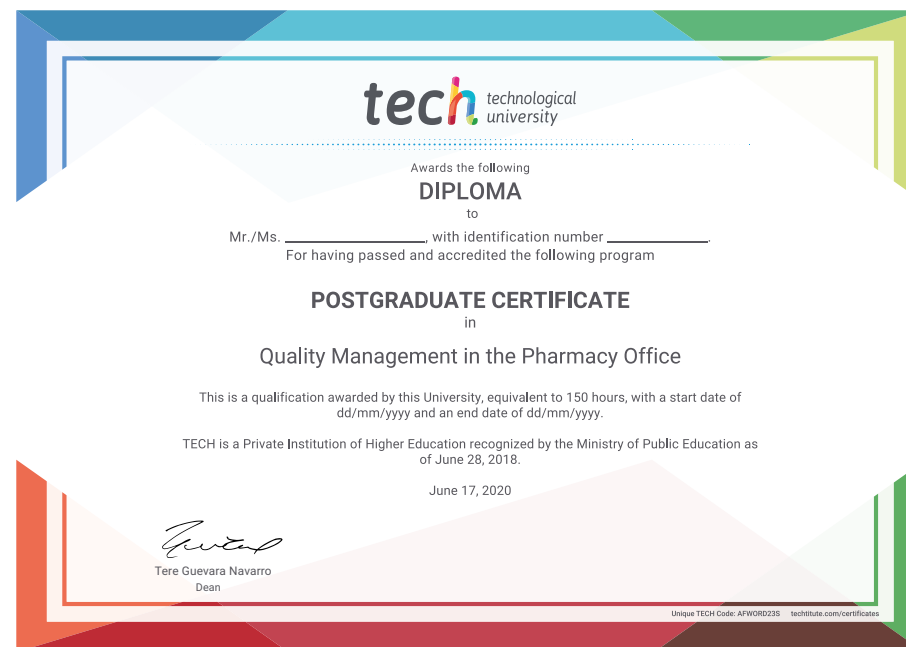 tech technological
university
Awards the following
DIPLOMA
to
Mr./Ms. ____________________, with identification number ______________.
For having passed and accredited the following program
POSTGRADUATE CERTIFICATE
in
Quality Management in the Pharmacy Office
This is a qualification awarded by this University, equivalent to 150 hours, with a start date of
dd/mm/yyyy and an end date of dd/mm/yyyy.
TECH is a Private Institution of Higher Education recognized by the Ministry of Public Education as
of June 28, 2018.
June 17, 2020
Tere Guevara Navarro
Dean
Unique TECH Code: AFWORD23S techtitute.com/certificates